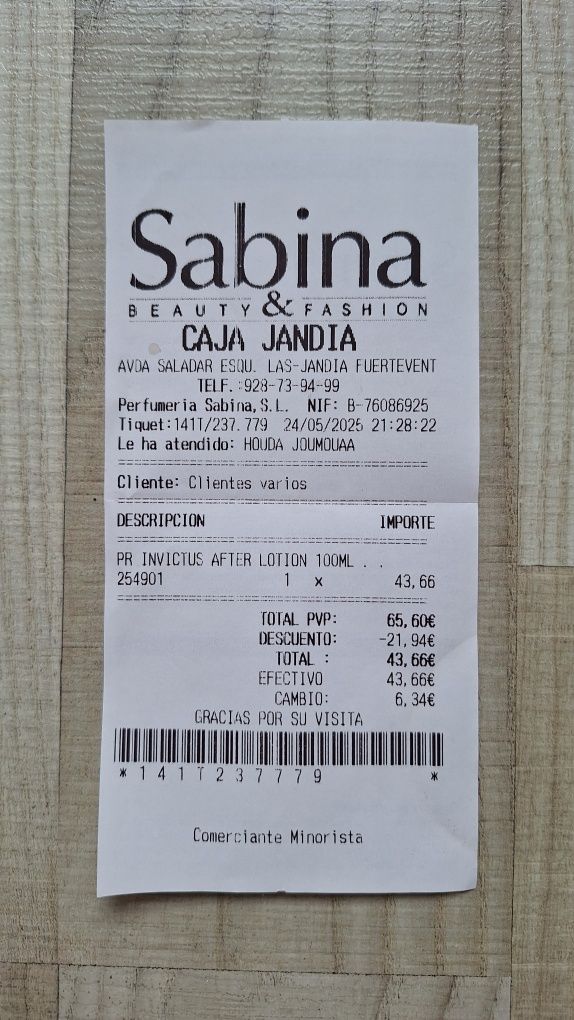 Sabina
BEAUTY & FASHION
CAJA JANDIA
AVDA SALADAR ESQU. LAS-JANDIA FUERTEVENT
TELF.:928-73-94-99
Perfumeria Sabina,S.L. NIF: B-76086925
Tiquet:141T/237.779 24/05/2025 21:28:22
Le ha atendido: HOUDA JOUMOUAA
Cliente: Clientes varios
DESCRIPCION IMPORTE
PR INVICTUS AFTER LOTION 100ML . .
254901 1 x 43,66
TOTAL PVP: 65,60€
DESCUENTO: -21,94€
TOTAL : 43,66€
EFECTIVO 43,66€
CAMBIO: 6,34€
GRACIAS POR SU VISITA
*141T237779 *
Comerciante Minorista